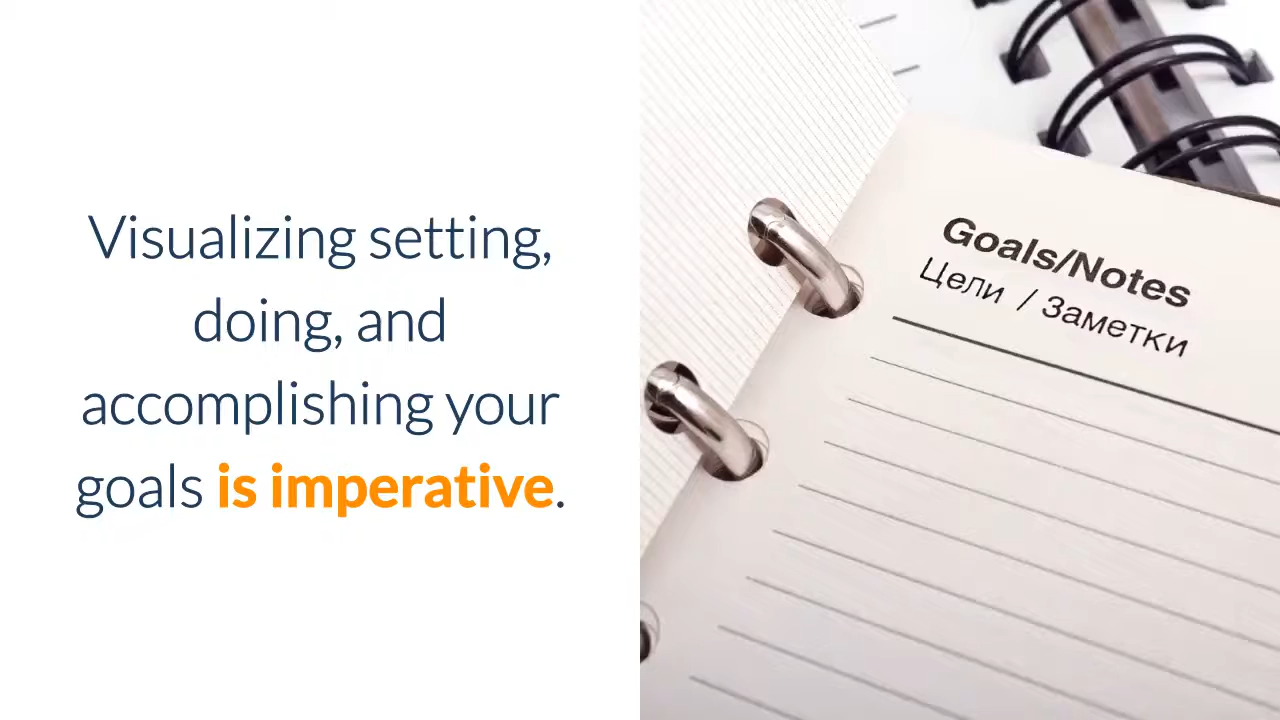 Visualizing setting,
doing, and
accomplishing your
goals is imperative.
Goals/Notes
Цели / Заметки